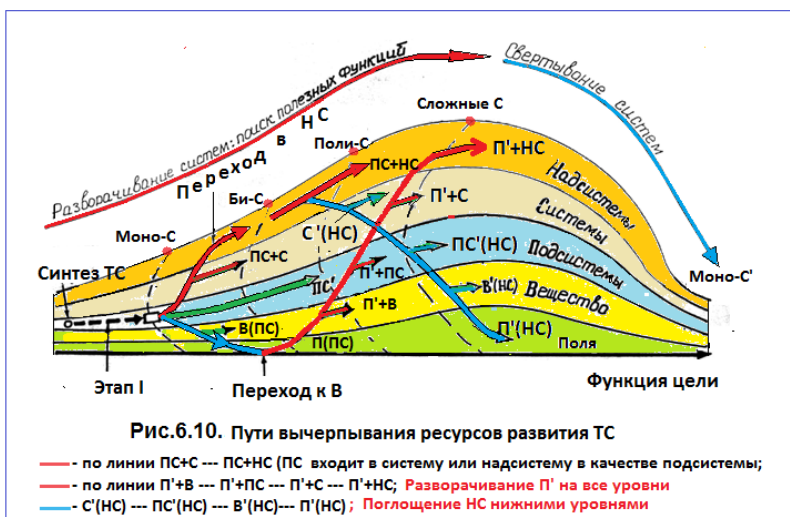 Разворачивание систем: поиск полезных функций
Свертывание систем
Переход в НС
Сложные С
Поли-С
Би-С
Моно-С
Синтез ТС
ПС+НС
П'+НС
Надсистемы
П'+С
Системы
С'(НС)
ПС'(НС)
Подсистемы
ПС+С
Моно-С'
ПС'
П'+ПС
В'(НС)
Вещества
П'+В
В(ПС)
П(ПС)
П'(НС)
Поля
Этап I
Переход к В
Функция цели
Рис.6.10. Пути вычерпывания ресурсов развития ТС
- по линии ПС+С --- ПС+НС (ПС входит в систему или надсистему в качестве подсистемы;
- по линии П'+В --- П'+ПС --- П'+С --- П'+НС; Разворачивание П' на все уровни
- С'(НС) --- ПС'(НС) --- В'(НС)--- П'(НС) ; Поглощение НС нижними уровнями